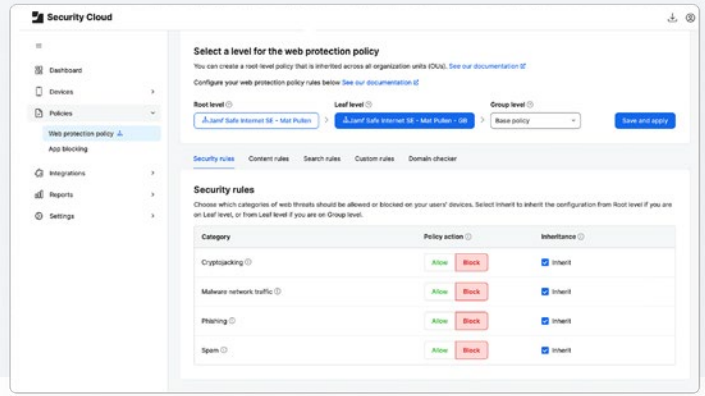 Security Cloud
Dashboard
Devices
Policies
Web protection policy
App blocking
Integrations
Reports
Settings
Select a level for the web protection policy
You can create a root-level policy that is inherited across all organization units (OUs). See our documentation
Configure your web protection policy rules below See our documentation
Root level
Leaf level
Group level
Jamf Safe Internet SE - Mat Pullen
Jamf Safe Internet SE - Mat Pullen - GB
Base policy
Save and apply
Security rules
Content rules
Search rules
Custom rules
Domain checker
Security rules
Choose which categories of web threats should be allowed or blocked on your users' devices. Select Inherit to inherit the configuration from Root level if you are
on Leaf level, or from Leaf level if you are on Group level.
Category
Policy action
Inheritance
Cryptojacking
Allow
Block
Inherit
Malware network traffic
Allow
Block
Inherit
Phishing
Allow
Block
Inherit
Spam
Allow
Block
Inherit